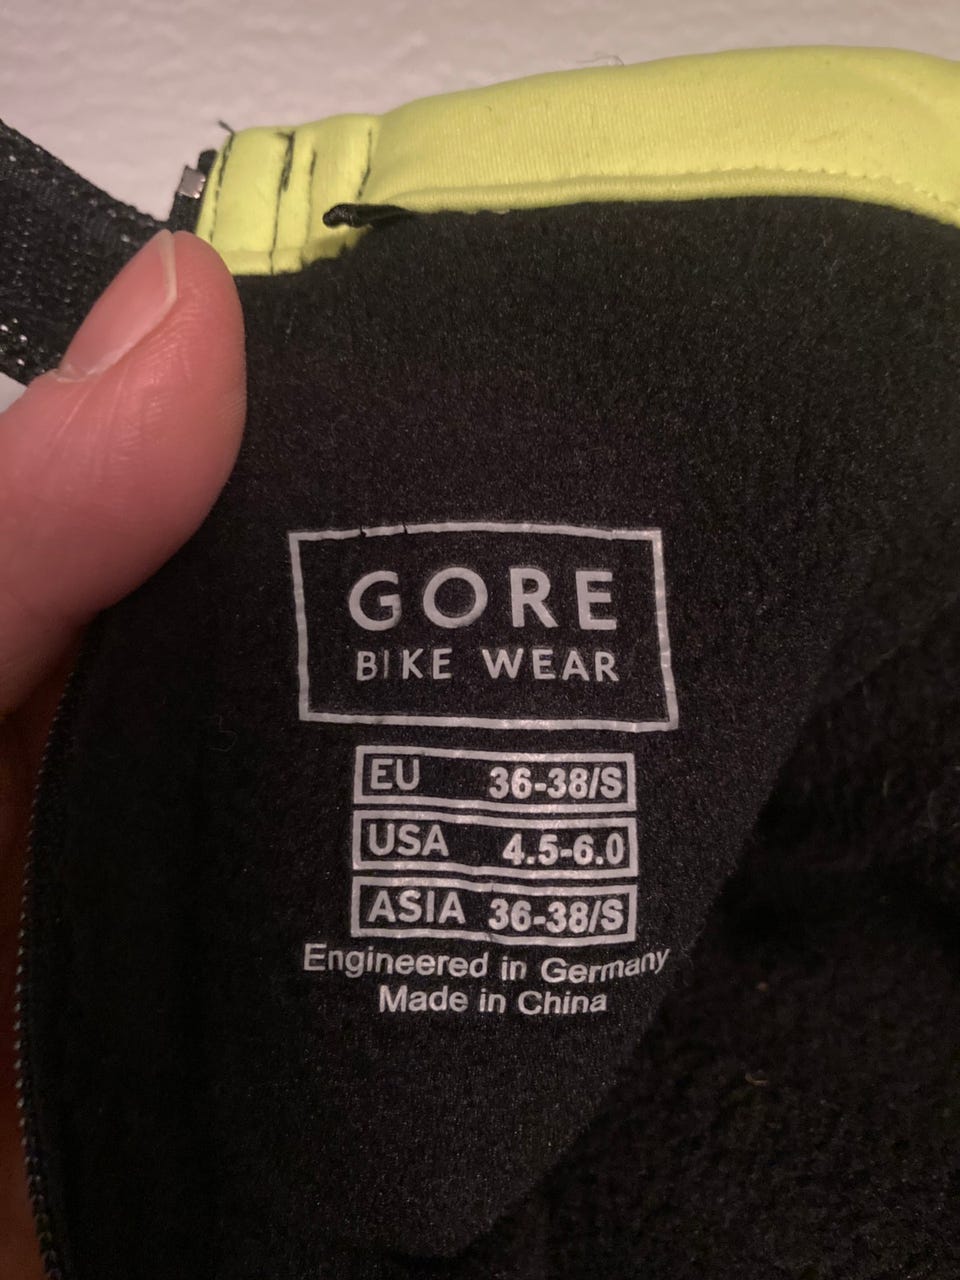 GORE
BIKE WEAR
EU 36-38/S
USA 4.5-6.0
ASIA 36-38/S
Engineered in Germany
Made in China